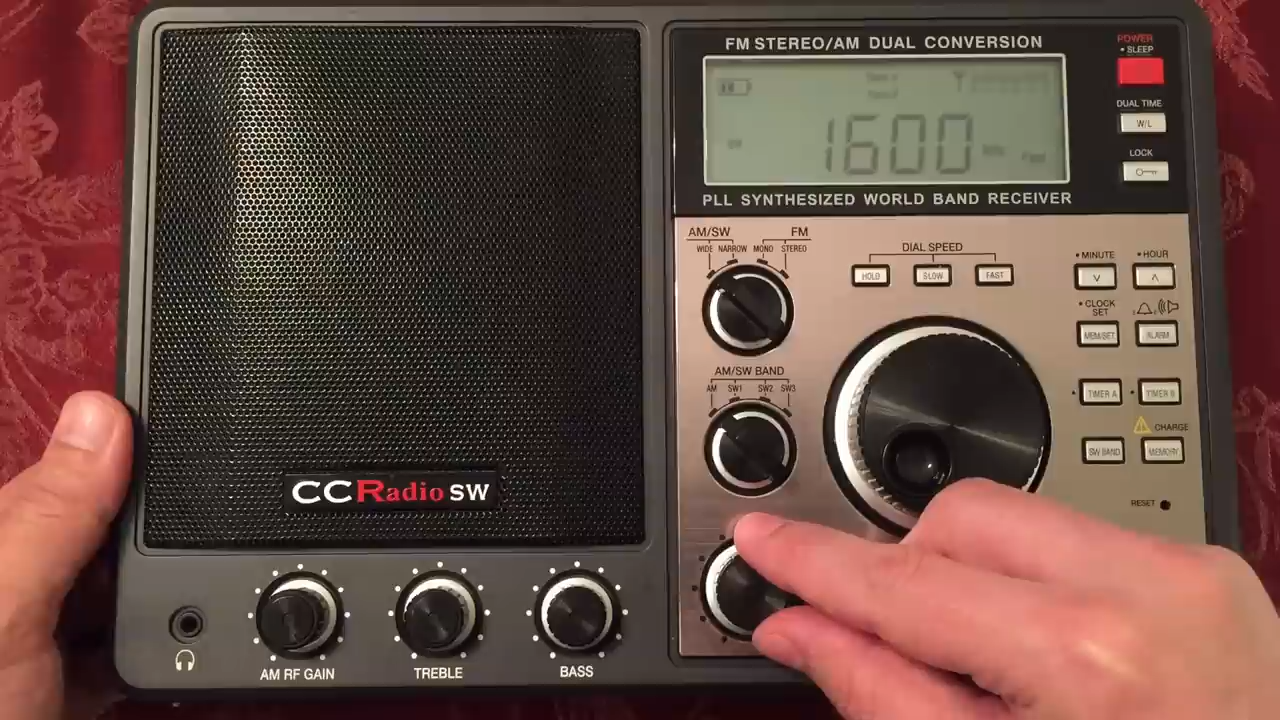 FM STEREO/AM DUAL CONVERSION
1600
PLL SYNTHESIZED WORLD BAND RECEIVER
POWER
• SLEEP
DUAL TIME
W/L
LOCK
AM/SW FM
WIDE NARROW MONO STEREO
DIAL SPEED
HOLD SLOW FAST
• MINUTE • HOUR
• CLOCK SET
MEM/SET ALARM
AM/SW BAND
AM SW1 SW2 SW3
• TIMER A • TIMER B
CHARGE
SW BAND MEMORY
RESET
CCRadio SW
AM RF GAIN TREBLE BASS